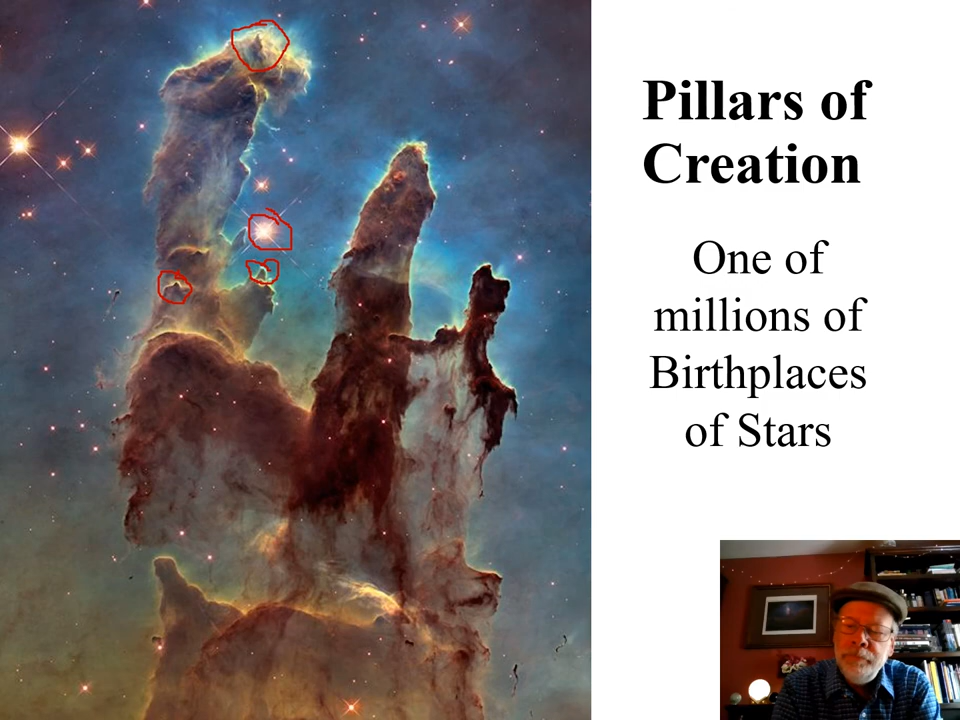 Pillars of
Creation
One of
millions of
Birthplaces
of Stars